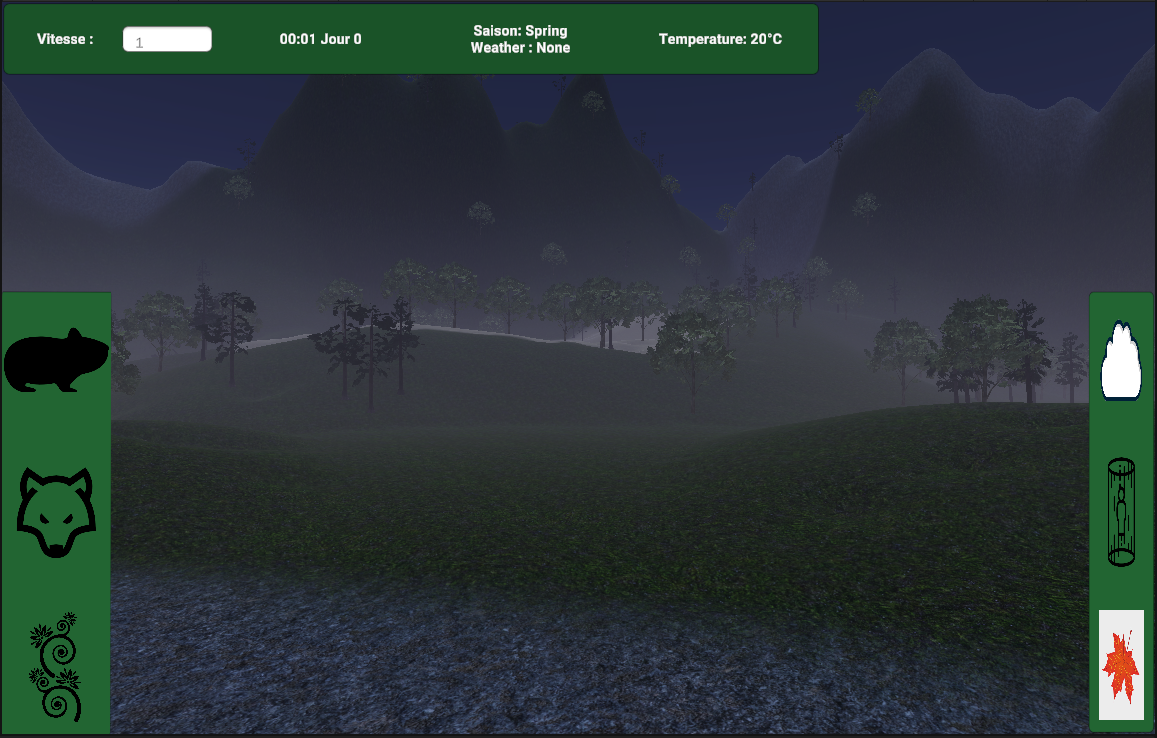 Vitesse :
1
00:01 Jour 0
Saison: Spring
Weather : None
Temperature: 20°C